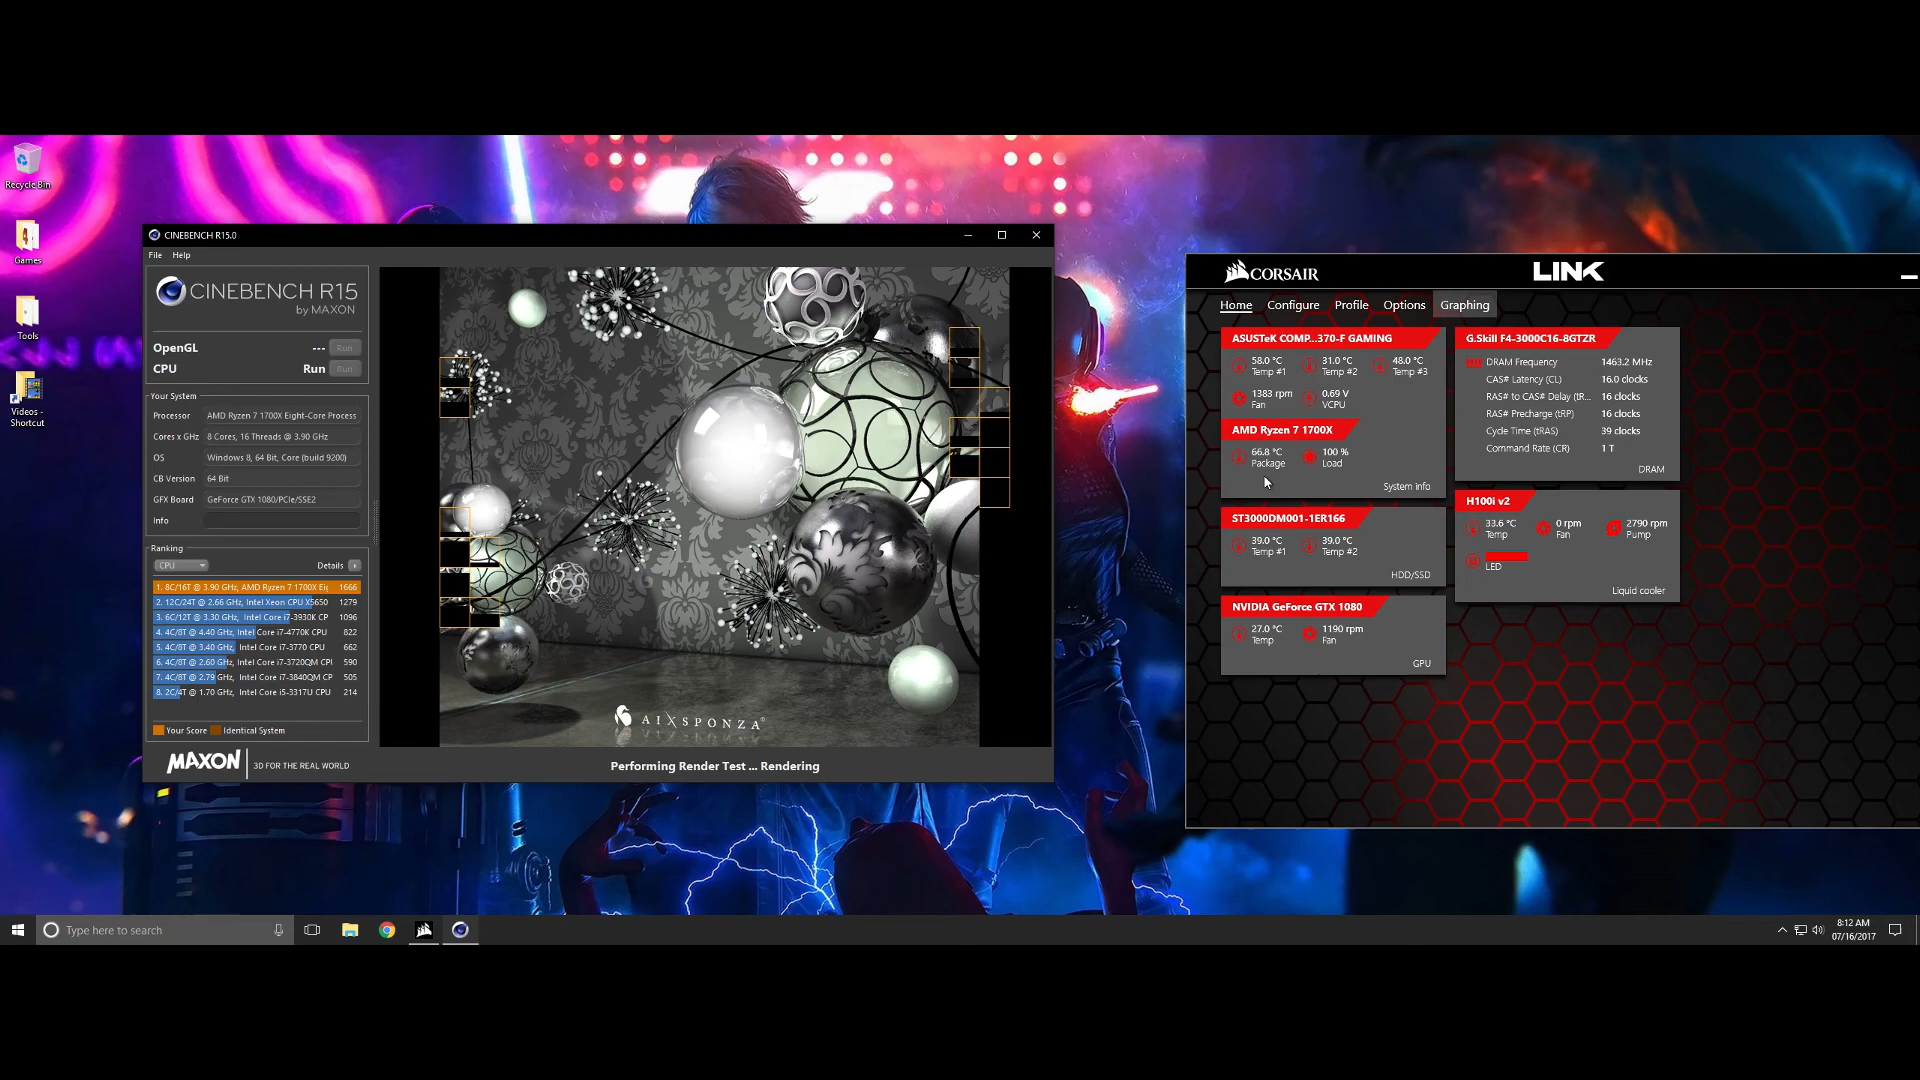 Recycle Bin
Games
Tools
Videos -
Shortcut
CINEBENCH R15.0
File Help
CINEBENCH R15
by MAXON
OpenGL --- Run
CPU Run Run
Your System
Processor AMD Ryzen 7 1700X Eight-Core Process
Cores x GHz 8 Cores, 16 Threads @ 3.90 GHz
OS Windows 8, 64 Bit, Core (build 9200)
CB Version 64 Bit
GFX Board GeForce GTX 1080/PCIe/SSE2
Info
Ranking
CPU Details
1. 8C/16T @ 3.90 GHz, AMD Ryzen 7 1700X Eig 1666
2. 12C/24T @ 2.66 GHz, Intel Xeon CPU X5650 1279
3. 6C/12T @ 3.30 GHz, Intel Core i7-3930K CP 1096
4. 4C/8T @ 4.40 GHz, Intel Core i7-4770K CPU 822
5. 4C/8T @ 3.40 GHz, Intel Core i7-3770 CPU 662
6. 4C/8T @ 2.60 GHz, Intel Core i7-3720QM CPI 590
7. 4C/8T @ 2.79 GHz, Intel Core i7-3840QM CP 505
8. 2C/4T @ 1.70 GHz, Intel Core i5-3317U CPU 214
Your Score Identical System
MAXON 3D FOR THE REAL WORLD
AIXSPONZA
Performing Render Test ... Rendering
CORSAIR LINK
Home Configure Profile Options Graphing
ASUSTeK COMP...370-F GAMING
58.0 °C 31.0 °C 48.0 °C
Temp #1 Temp #2 Temp #3
1383 rpm 0.69 V
Fan VCPU
AMD Ryzen 7 1700X
66.8 °C 100 %
Package Load
System info
ST3000DM001-1ER166
39.0 °C 39.0 °C
Temp #1 Temp #2
HDD/SSD
NVIDIA GeForce GTX 1080
27.0 °C 1190 rpm
Temp Fan
GPU
G.Skill F4-3000C16-8GTZR
DRAM Frequency 1463.2 MHz
CAS# Latency (CL) 16.0 clocks
RAS# to CAS# Delay (tR... 16 clocks
RAS# Precharge (tRP) 16 clocks
Cycle Time (tRAS) 39 clocks
Command Rate (CR) 1 T
DRAM
H100i v2
33.6 °C 0 rpm 2790 rpm
Temp Fan Pump
LED
Liquid cooler
Type here to search
8:12 AM
07/16/2017